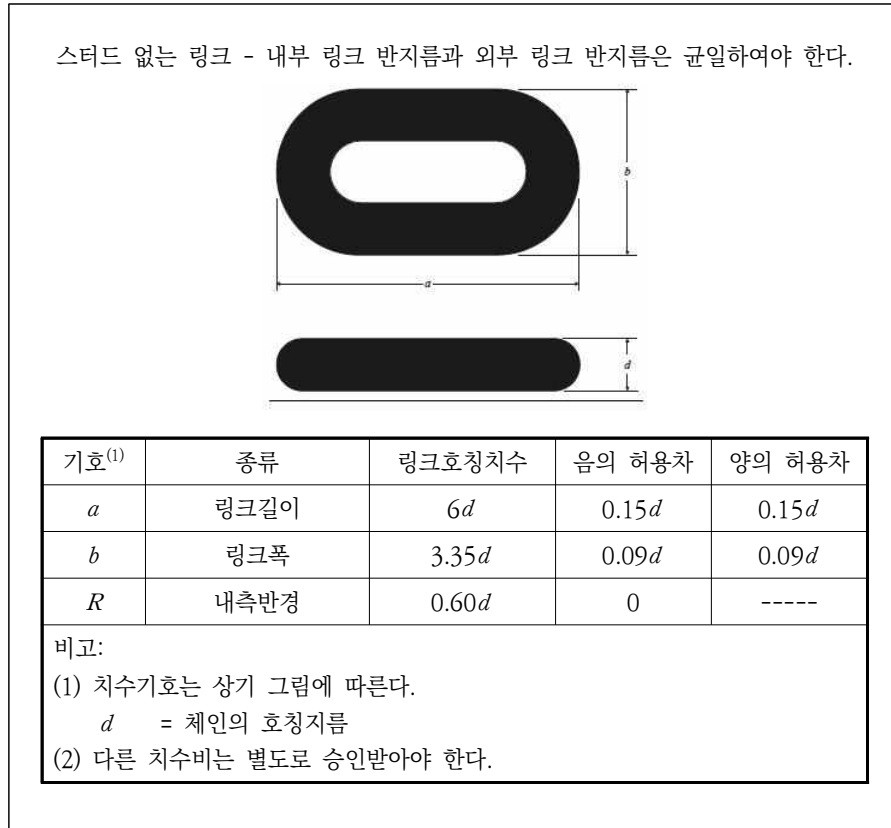 스터드 없는 링크 - 내부 링크 반지름과 외부 링크 반지름은 균일하여야 한다.
b
a
d
기호(1) 종류 링크호칭치수 음의 허용차 양의 허용차
a 링크길이 6d 0.15d 0.15d
b 링크폭 3.35d 0.09d 0.09d
R 내측반경 0.60d 0 -----
비고:
(1) 치수기호는 상기 그림에 따른다.
d = 체인의 호칭지름
(2) 다른 치수비는 별도로 승인받아야 한다.